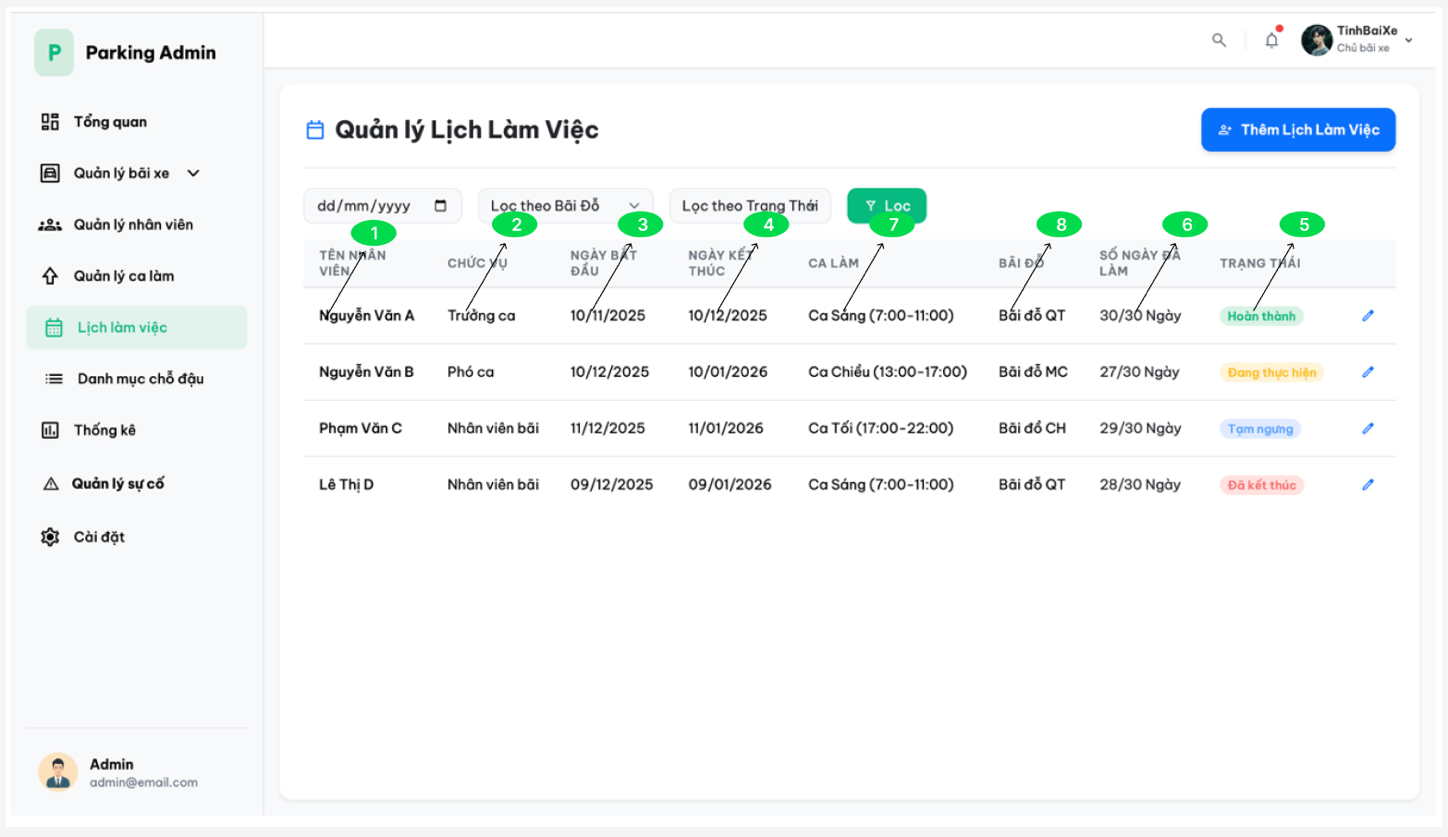 P Parking Admin
TinhBaiXe
Chủ bãi xe
Tổng quan
Quản lý bãi xe
Quản lý nhân viên
Quản lý ca làm
Lịch làm việc
Danh mục chỗ đậu
Thống kê
Quản lý sự cố
Cài đặt
Admin
admin@email.com
Quản lý Lịch Làm Việc
Thêm Lịch Làm Việc
dd/mm/yyyy Lọc theo Bãi Đỗ Lọc theo Trạng Thái Lọc
1 2 3 4 7 8 6 5
TÊN NHÂN VIÊN CHỨC VỤ NGÀY BẮT ĐẦU NGÀY KẾT THÚC CA LÀM BÃI ĐỖ SỐ NGÀY ĐÃ LÀM TRẠNG THÁI
Nguyễn Văn A Trưởng ca 10/11/2025 10/12/2025 Ca Sáng (7:00-11:00) Bãi đỗ QT 30/30 Ngày Hoàn thành
Nguyễn Văn B Phó ca 10/12/2025 10/01/2026 Ca Chiều (13:00-17:00) Bãi đỗ MC 27/30 Ngày Đang thực hiện
Phạm Văn C Nhân viên bãi 11/12/2025 11/01/2026 Ca Tối (17:00-22:00) Bãi đồ CH 29/30 Ngày Tạm ngưng
Lê Thị D Nhân viên bãi 09/12/2025 09/01/2026 Ca Sáng (7:00-11:00) Bãi đỗ QT 28/30 Ngày Đã kết thúc